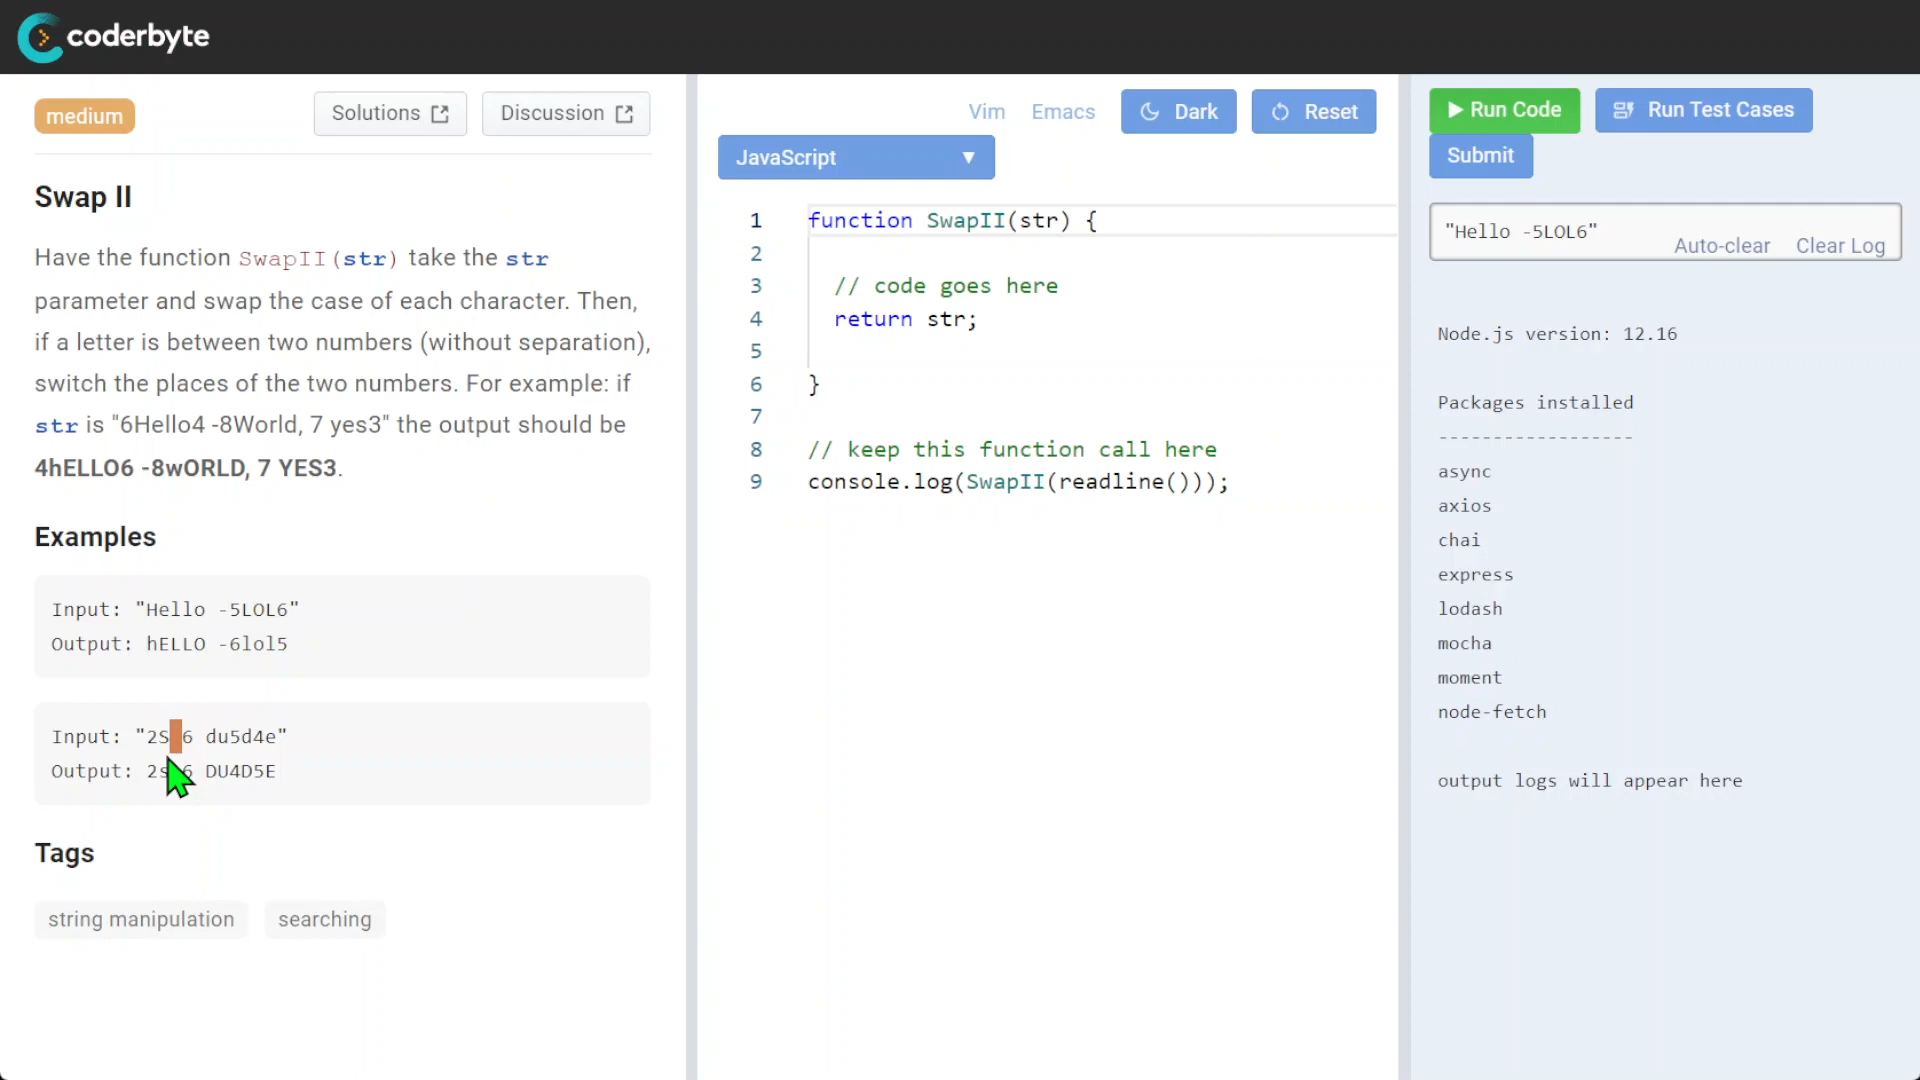 coderbyte
medium
Solutions
Discussion
Swap II
Have the function SwapII(str) take the str
parameter and swap the case of each character. Then,
if a letter is between two numbers (without separation),
switch the places of the two numbers. For example: if
str is "6Hello4 -8World, 7 yes3" the output should be
4hELLO6 -8wORLD, 7 YES3.
Examples
Input: "Hello -5LOL6"
Output: hELLO -6lol5
Input: "2S 6 du5d4e"
Output: 2s 6 DU4D5E
Tags
string manipulation
searching
Vim
Emacs
Dark
Reset
JavaScript
1 function SwapII(str) {
2
3 // code goes here
4 return str;
5
6 }
7
8 // keep this function call here
9 console.log(SwapII(readline()));
Run Code
Run Test Cases
Submit
"Hello -5LOL6"
Auto-clear
Clear Log
Node.js version: 12.16
Packages installed
------------------
async
axios
chai
express
lodash
mocha
moment
node-fetch
output logs will appear here